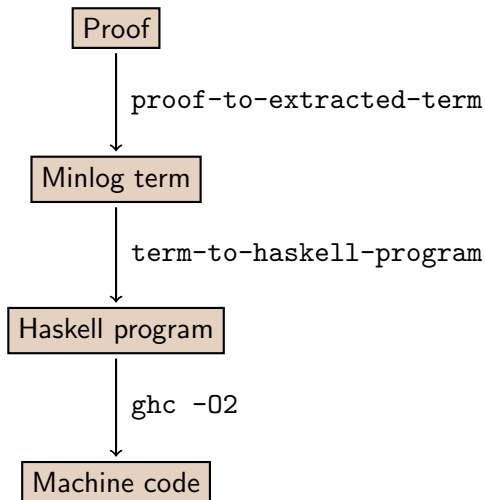 Proof
proof-to-extracted-term
Minlog term
term-to-haskell-program
Haskell program
ghc -O2
Machine code